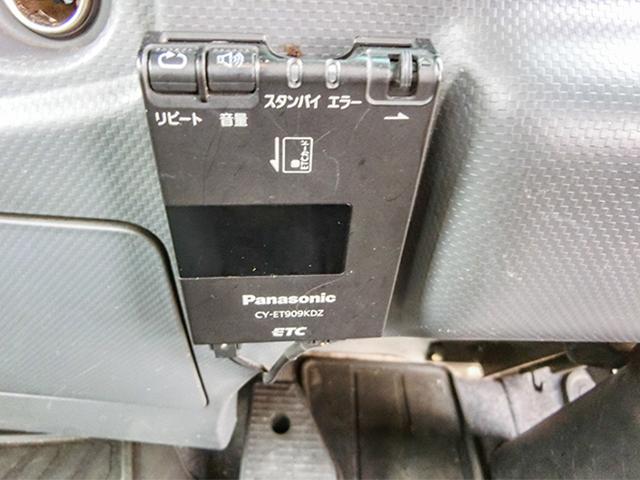 スタンバイ エラー
リピート 音量
ETCカード
Panasonic
CY-ET909KDZ
ETC